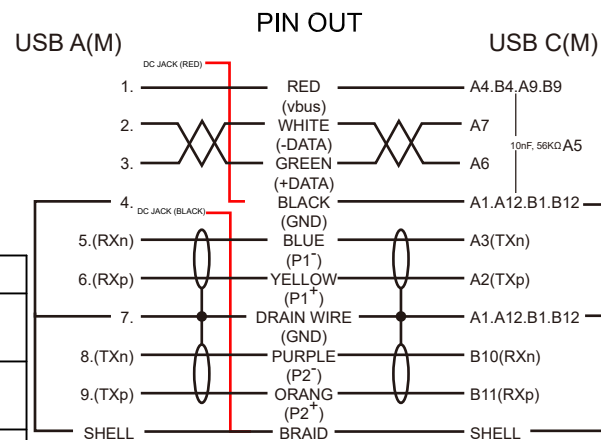 PIN OUT
USB A(M)
USB C(M)
DC JACK (RED)
1.
RED
A4.B4.A9.B9
(vbus)
2.
WHITE
A7
(-DATA)
10nF, 56KΩ A5
3.
GREEN
A6
(+DATA)
4.
BLACK
A1.A12.B1.B12
DC JACK (BLACK)
(GND)
5.(RXn)
BLUE
A3(TXn)
(P1-)
6.(RXp)
YELLOW
A2(TXp)
(P1+)
7.
DRAIN WIRE
A1.A12.B1.B12
(GND)
8.(TXn)
PURPLE
B10(RXn)
(P2-)
9.(TXp)
ORANG
B11(RXp)
(P2+)
SHELL
BRAID
SHELL